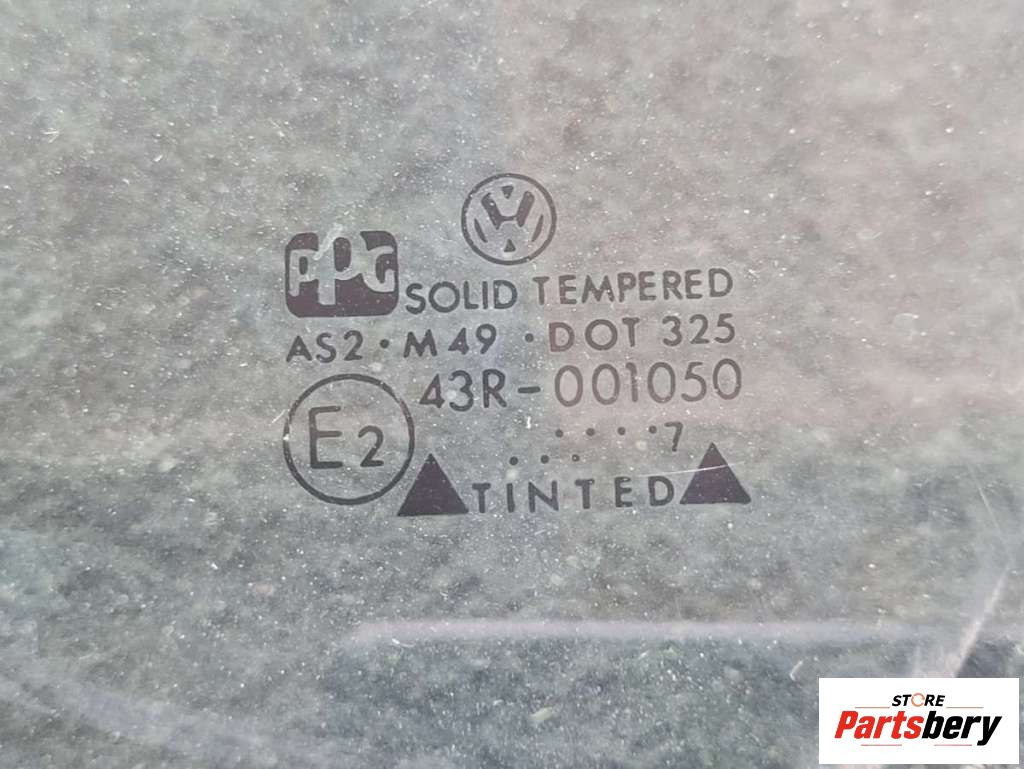 PPG SOLID TEMPERED
AS2 · M49 · DOT 325
43R-001050
E2
.....7
...
TINTED
STORE
Partsbery